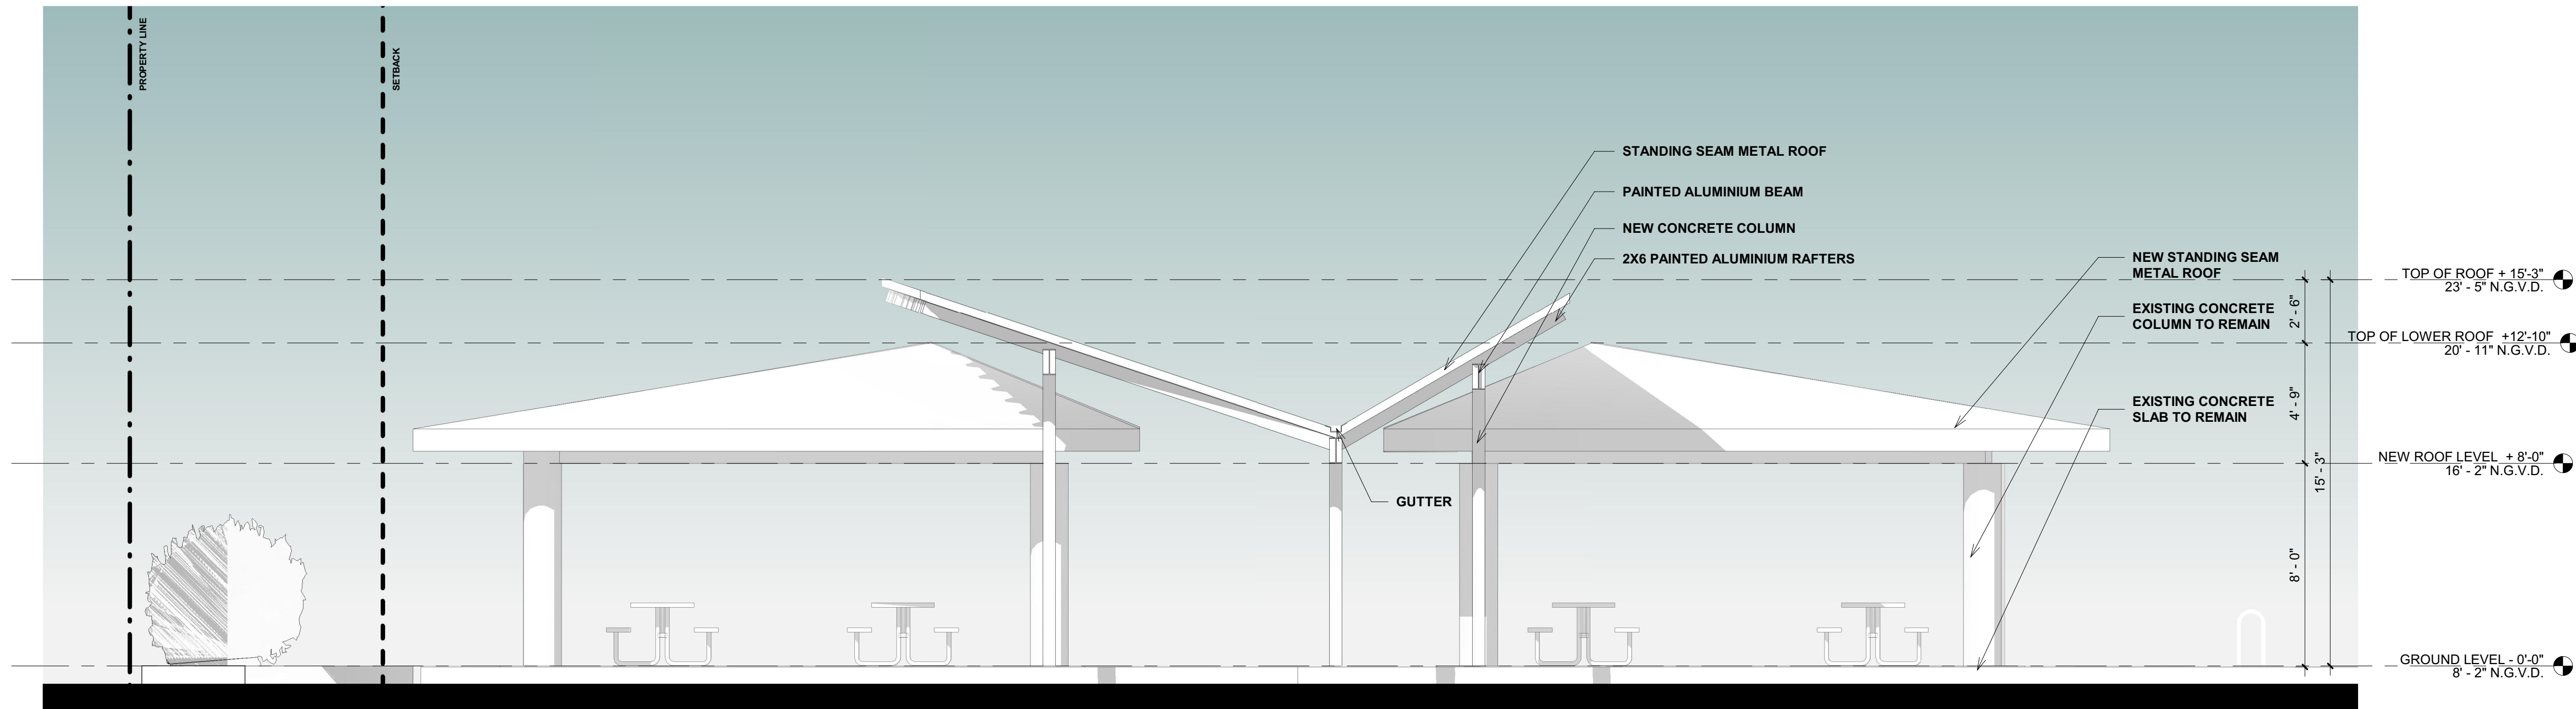 PROPERTY LINE
SETBACK
STANDING SEAM METAL ROOF
PAINTED ALUMINIUM BEAM
NEW CONCRETE COLUMN
2X6 PAINTED ALUMINIUM RAFTERS
GUTTER
NEW STANDING SEAM
METAL ROOF
EXISTING CONCRETE
COLUMN TO REMAIN
EXISTING CONCRETE
SLAB TO REMAIN
2' - 6"
4' - 9"
8' - 0"
15' - 3"
TOP OF ROOF + 15'-3"
23' - 5" N.G.V.D.
TOP OF LOWER ROOF +12'-10"
20' - 11" N.G.V.D.
NEW ROOF LEVEL + 8'-0"
16' - 2" N.G.V.D.
GROUND LEVEL - 0'-0"
8' - 2" N.G.V.D.